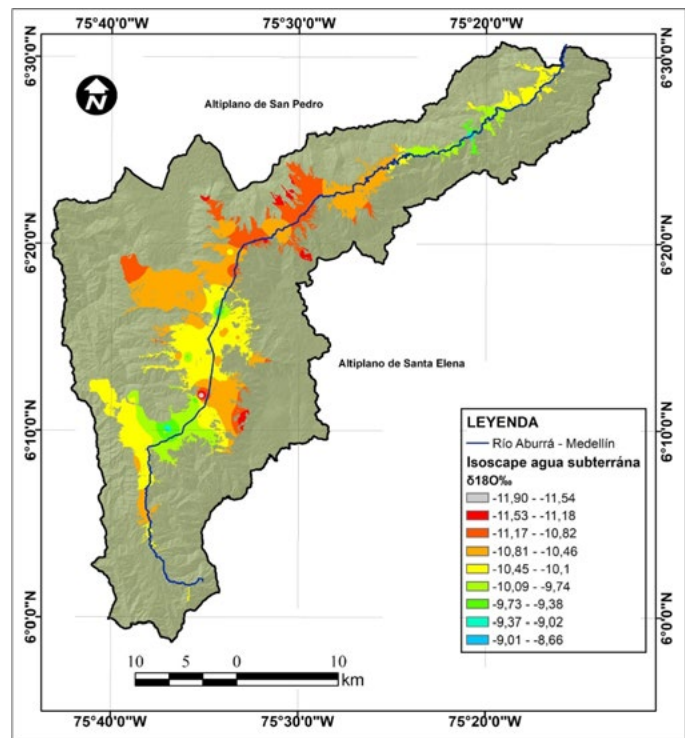 75°40'0"W 75°30'0"W 75°20'0"W
6°30'0"N 6°30'0"N
N
Altiplano de San Pedro
6°20'0"N 6°20'0"N
Altiplano de Santa Elena
6°10'0"N 6°10'0"N
LEYENDA
Río Aburrá - Medellín
Isoscape agua subterrána
δ18O‰
-11,90 - -11,54
-11,53 - -11,18
-11,17 - -10,82
-10,81 - -10,46
-10,45 - -10,1
-10,09 - -9,74
-9,73 - -9,38
-9,37 - -9,02
-9,01 - -8,66
6°0'0"N 6°0'0"N
10 5 0 10
km
75°40'0"W 75°30'0"W 75°20'0"W